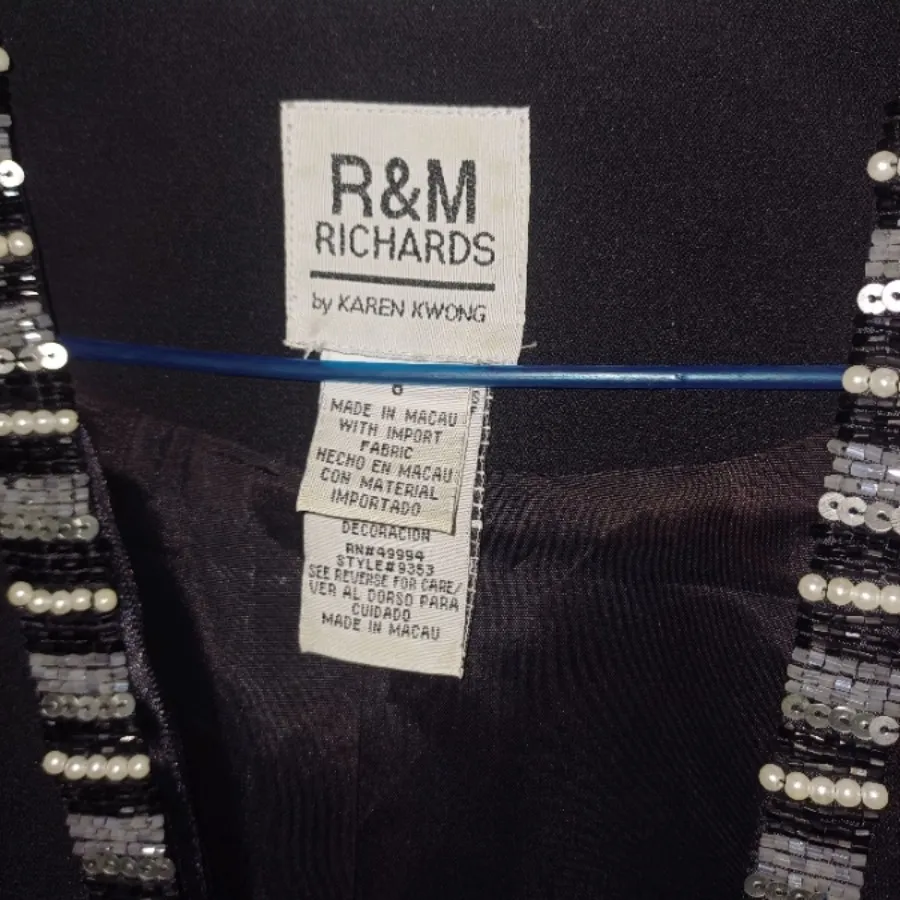 R&M
RICHARDS
by KAREN KWONG
MADE IN MACAU
WITH IMPORT
FABRIC
HECHO EN MACAU
CON MATERIAL
IMPORTADO
DECORACION
RN#49994
STYLE#9353
SEE REVERSE FOR CARE/
VER AL DORSO PARA
CUIDADO
MADE IN MACAU